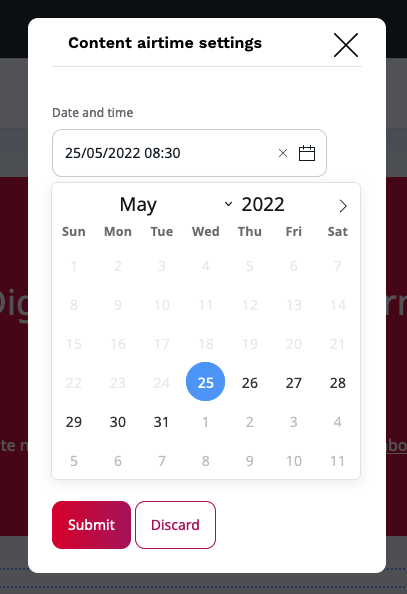 Content airtime settings
Date and time
25/05/2022 08:30
May 2022
Sun Mon Tue Wed Thu Fri Sat
1 2 3 4 5 6 7
8 9 10 11 12 13 14
15 16 17 18 19 20 21
22 23 24 25 26 27 28
29 30 31 1 2 3 4
5 6 7 8 9 10 11
Submit Discard